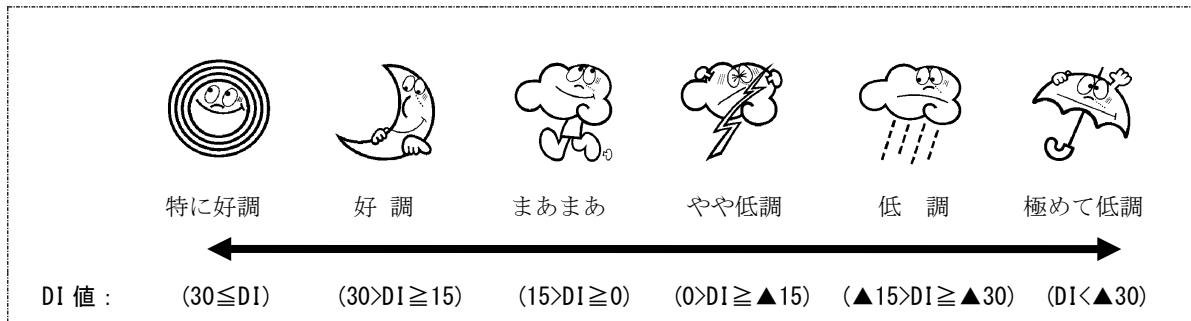 特に好調 好 調 まあまあ やや低調 低 調 極めて低調
DI 値： (30≦DI) (30>DI≧15) (15>DI≧0) (0>DI≧▲15) (▲15>DI≧▲30) (DI<▲30)